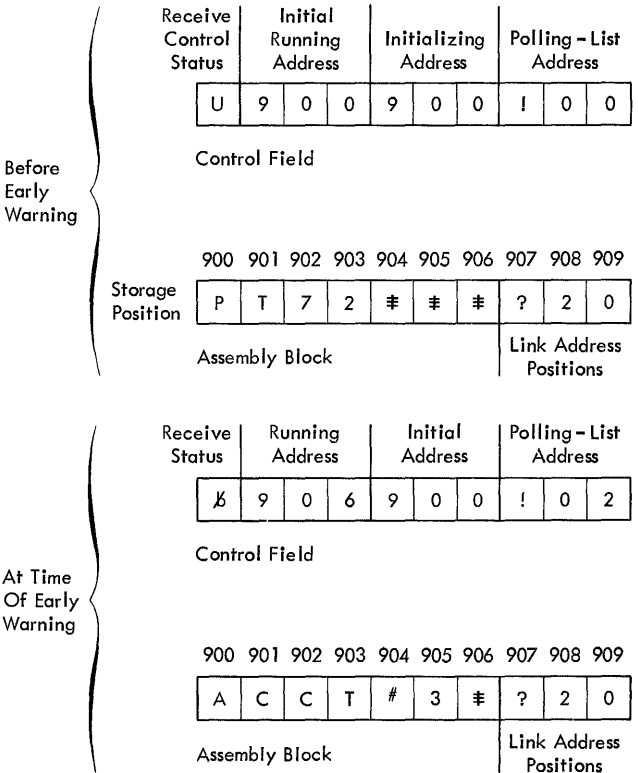 Receive Control Status
Initial Running Address
Initializing Address
Polling-List Address
U 9 0 0 9 0 0 ! 0 0
Control Field
Before Early Warning
900 901 902 903 904 905 906 907 908 909
Storage Position
P T 7 2 ⧧ ⧧ ⧧ ? 2 0
Assembly Block
Link Address Positions
Receive Status
Running Address
Initial Address
Polling-List Address
ƀ 9 0 6 9 0 0 ! 0 2
Control Field
At Time Of Early Warning
900 901 902 903 904 905 906 907 908 909
A C C T # 3 ⧧ ? 2 0
Assembly Block
Link Address Positions